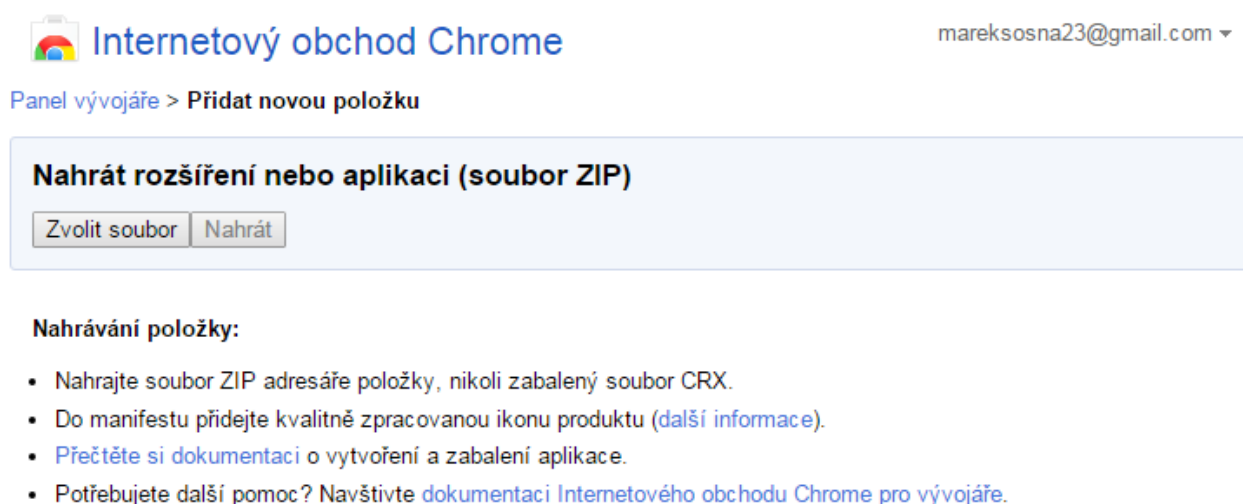 Internetový obchod Chrome
mareksosna23@gmail.com
Panel vývojáře > Přidat novou položku
Nahrát rozšíření nebo aplikaci (soubor ZIP)
Zvolit soubor Nahrát
Nahrávání položky:
• Nahrajte soubor ZIP adresáře položky, nikoli zabalený soubor CRX.
• Do manifestu přidejte kvalitně zpracovanou ikonu produktu (další informace).
• Přečtěte si dokumentaci o vytvoření a zabalení aplikace.
• Potřebujete další pomoc? Navštivte dokumentaci Internetového obchodu Chrome pro vývojáře.